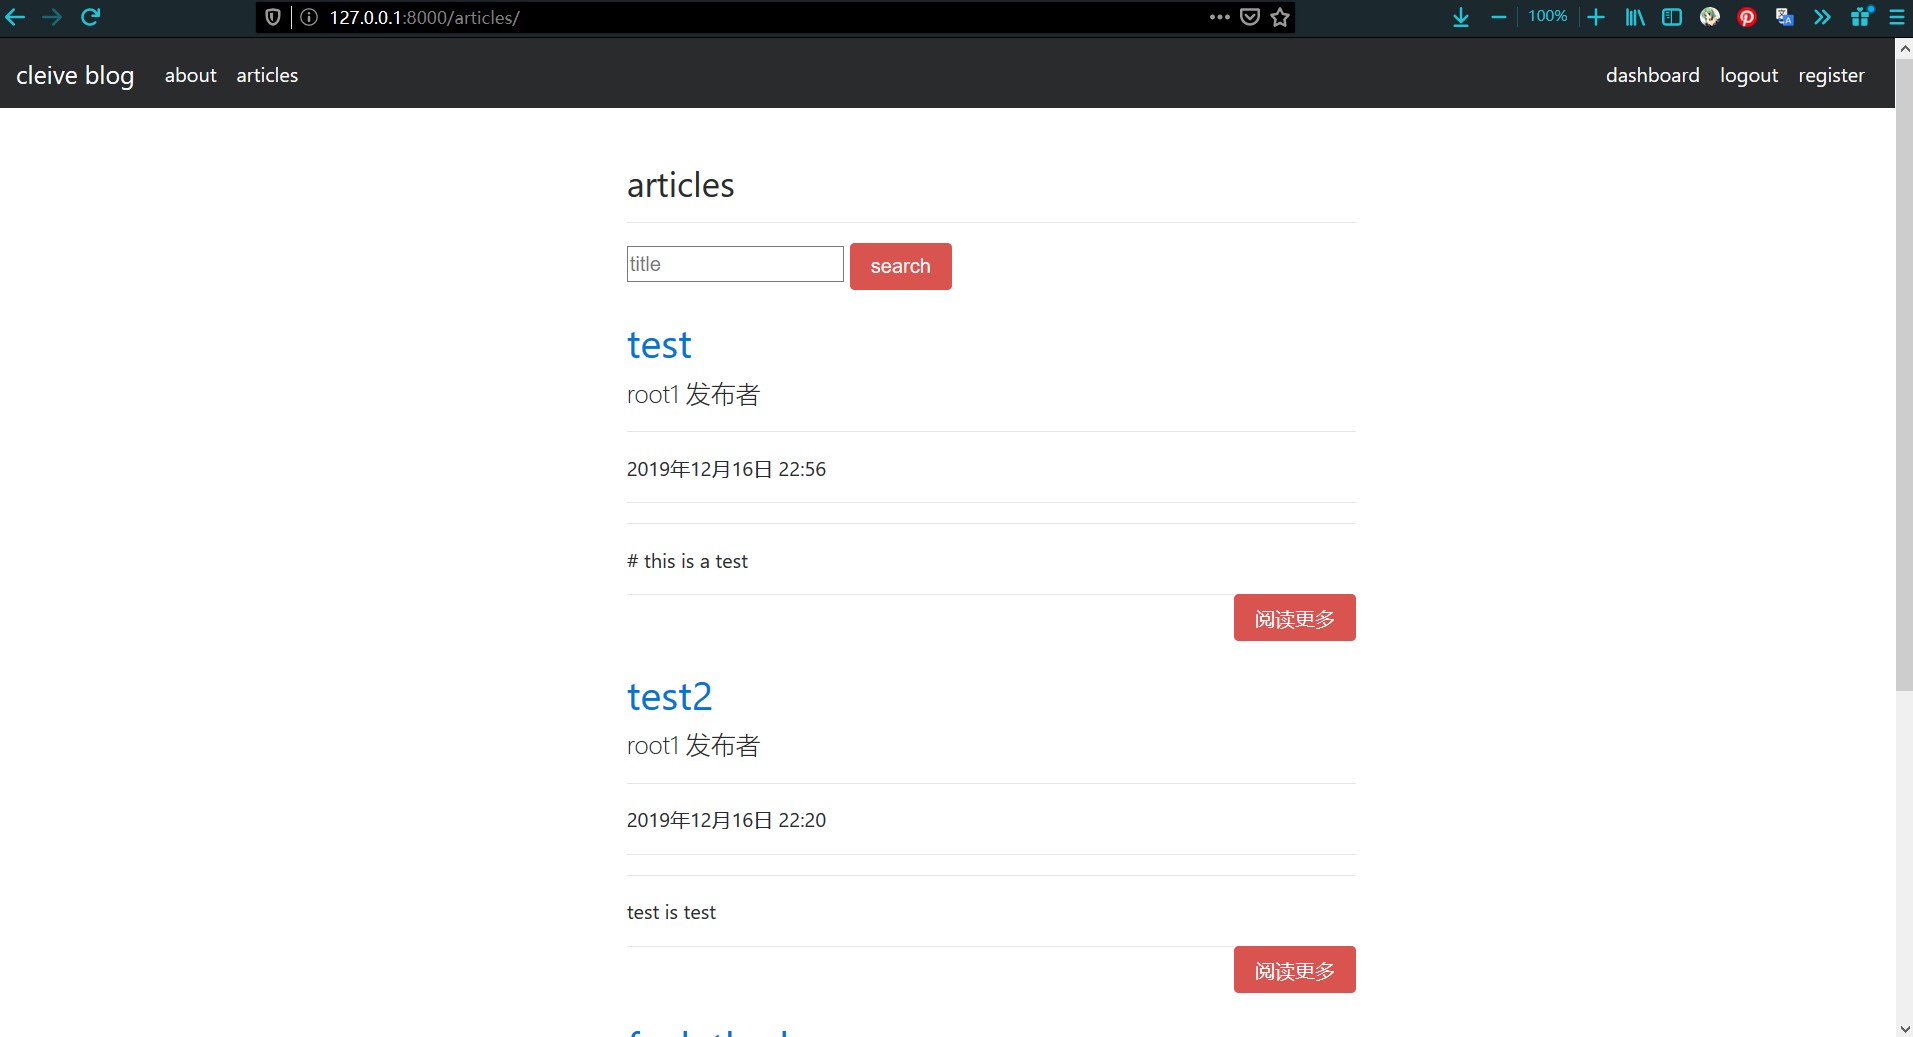 127.0.0.1:8000/articles/
100%
cleive blog about articles dashboard logout register
articles
title search
test
root1 发布者
2019年12月16日 22:56
# this is a test
阅读更多
test2
root1 发布者
2019年12月16日 22:20
test is test
阅读更多